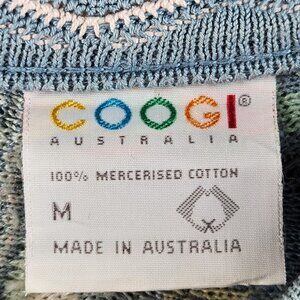 COOGI®
AUSTRALIA
100% MERCERISED COTTON
M
MADE IN AUSTRALIA